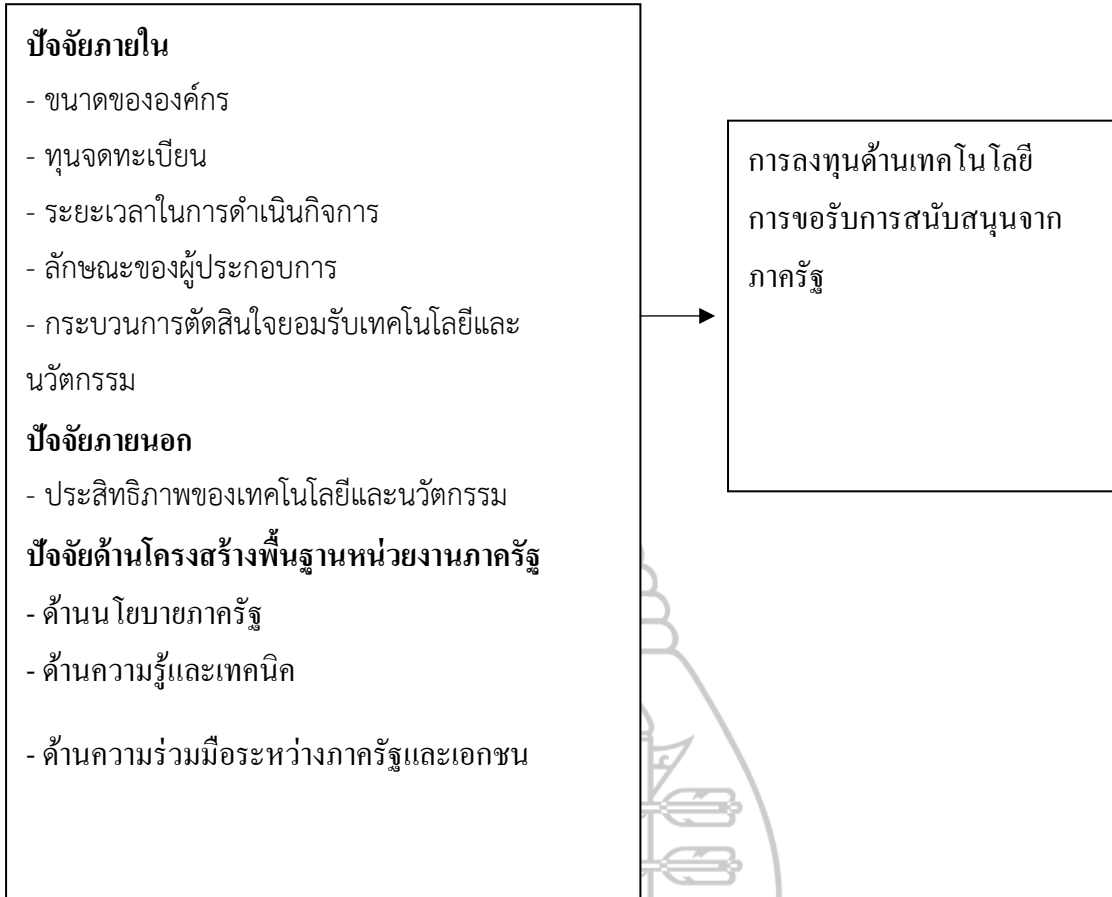 ปัจจัยภายใน
- ขนาดขององค์กร
- ทุนจดทะเบียน
- ระยะเวลาในการดำเนินกิจการ
- ลักษณะของผู้ประกอบการ
- กระบวนการตัดสินใจยอมรับเทคโนโลยีและ
นวัตกรรม
ปัจจัยภายนอก
- ประสิทธิภาพของเทคโนโลยีและนวัตกรรม
ปัจจัยด้านโครงสร้างพื้นฐานหน่วยงานภาครัฐ
- ด้านนโยบายภาครัฐ
- ด้านความรู้และเทคนิค
- ด้านความร่วมมือระหว่างภาครัฐและเอกชน
การลงทุนด้านเทคโนโลยี
การขอรับการสนับสนุนจาก
ภาครัฐ